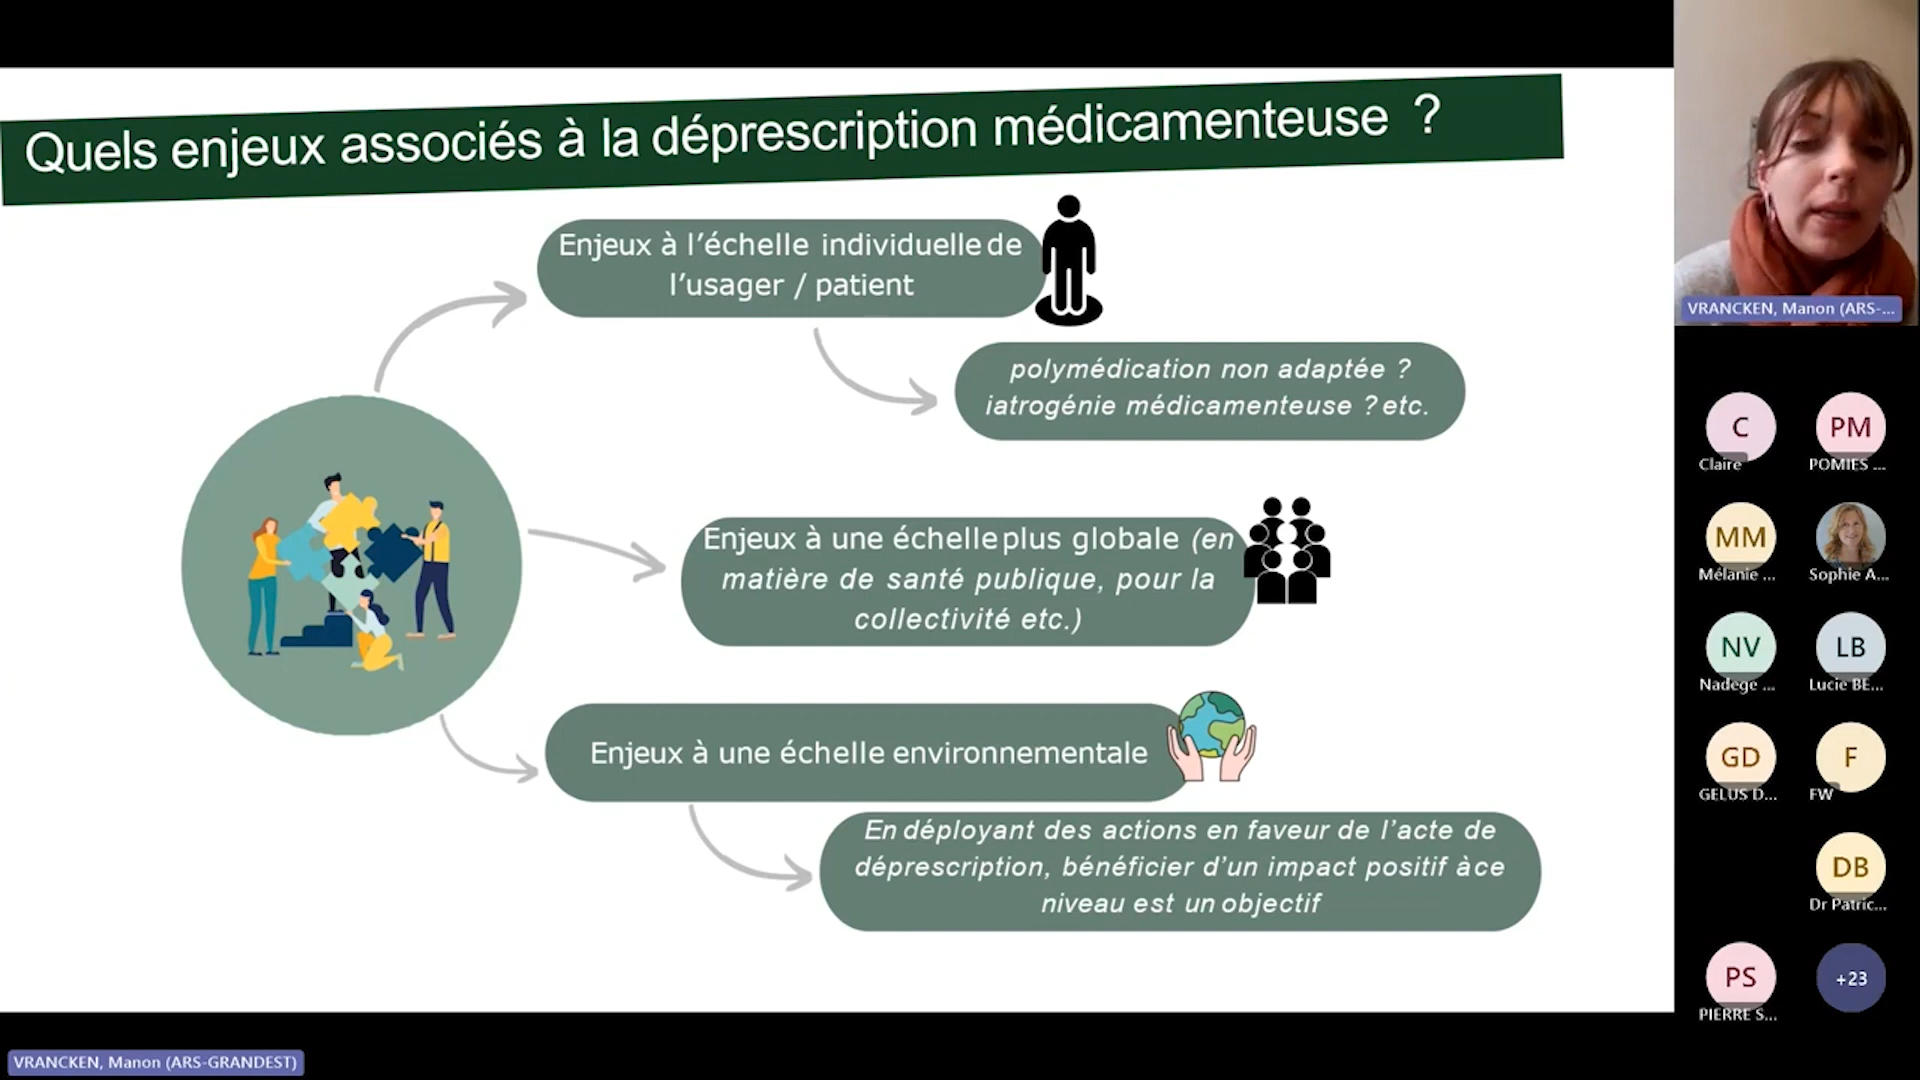 Quels enjeux associés à la déprescription médicamenteuse ?
Enjeux à l'échelle individuelle de
l'usager / patient
polymédication non adaptée ?
iatrogénie médicamenteuse ? etc.
Enjeux à une échelle plus globale (en
matière de santé publique, pour la
collectivité etc.)
Enjeux à une échelle environnementale
En déployant des actions en faveur de l'acte de
déprescription, bénéficier d'un impact positif à ce
niveau est un objectif
VRANCKEN, Manon (ARS-...
C
Claire
PM
POMIES ...
MM
Mélanie ...
Sophie A...
NV
Nadege ...
LB
Lucie BE...
GD
GELUS D...
F
FW
DB
Dr Patric...
PS
PIERRE S...
+23
VRANCKEN, Manon (ARS-GRANDEST)